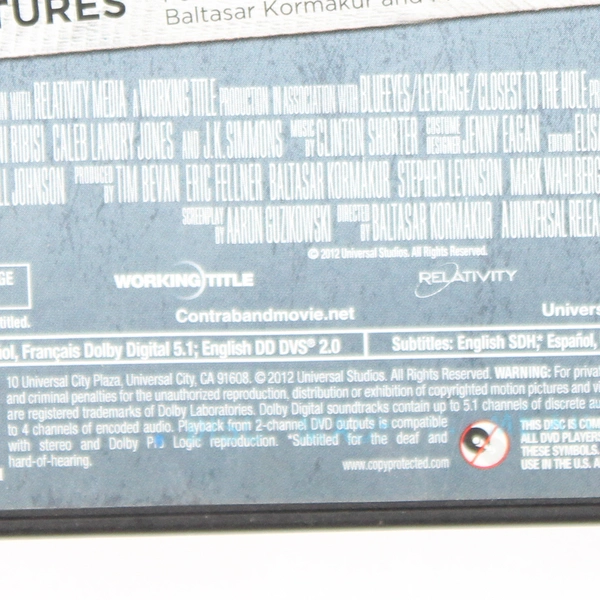 TURES
Baltasar Kormákur and
WITH RELATIVITY MEDIA A WORKING TITLE PRODUCTION IN ASSOCIATION WITH BLUEEYES/LEVERAGE/CLOSEST TO THE HOLE
RIBISI CALEB LANDRY JONES AND J.K. SIMMONS MUSIC BY CLINTON SHORTER COSTUME DESIGNER JENNY EAGAN EDITOR ELISA
LL JOHNSON PRODUCED BY TIM BEVAN ERIC FELLNER BALTASAR KORMÁKUR STEPHEN LEVINSON MARK WAHLBERG
SCREENPLAY BY AARON GUZIKOWSKI DIRECTED BY BALTASAR KORMÁKUR A UNIVERSAL RELEA
© 2012 Universal Studios. All Rights Reserved.
GE
WORKING TITLE
RELATIVITY
titled.
Contrabandmovie.net
Univers
ñol, Français Dolby Digital 5.1; English DD DVS® 2.0
Subtitles: English SDH,* Español,
10 Universal City Plaza, Universal City, CA 91608. © 2012 Universal Studios. All Rights Reserved. WARNING: For privat
and criminal penalties for the unauthorized reproduction, distribution or exhibition of copyrighted motion pictures and vi
are registered trademarks of Dolby Laboratories. Dolby Digital soundtracks contain up to 5.1 channels of discrete au
to 4 channels of encoded audio. Playback from 2-channel DVD outputs is compatible
with stereo and Dolby Logic reproduction. *Subtitled for the deaf and
hard-of-hearing.
www.copyprotected.com
THIS DISC IS COM
ALL DVD PLAYERS
THESE SYMBOLS.
USE IN THE U.S. A